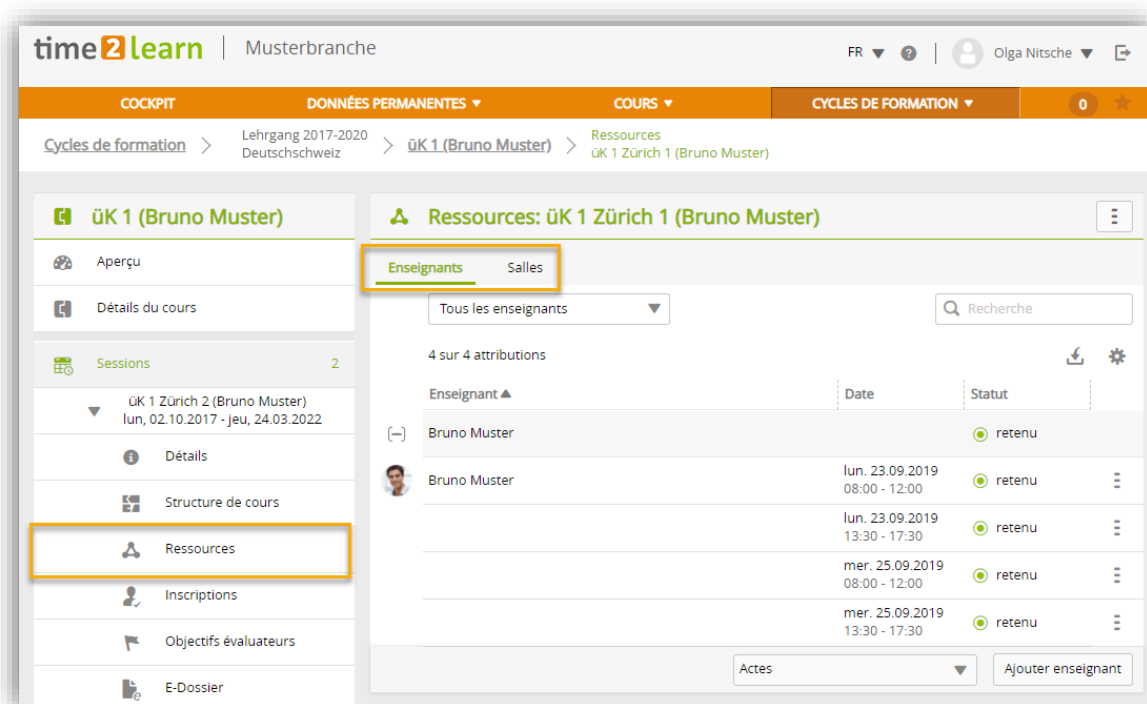 time2learn | Musterbranche
FR
Olga Nitsche
COCKPIT
DONNÉES PERMANENTES
COURS
CYCLES DE FORMATION
0
Cycles de formation
Lehrgang 2017-2020
Deutschschweiz
üK 1 (Bruno Muster)
Ressources
üK 1 Zürich 1 (Bruno Muster)
üK 1 (Bruno Muster)
Aperçu
Détails du cours
Sessions 2
üK 1 Zürich 2 (Bruno Muster)
lun, 02.10.2017 - jeu, 24.03.2022
Détails
Structure de cours
Ressources
Inscriptions
Objectifs évaluateurs
E-Dossier
Ressources: üK 1 Zürich 1 (Bruno Muster)
Enseignants Salles
Tous les enseignants
Recherche
4 sur 4 attributions
Enseignant Date Statut
Bruno Muster retenu
Bruno Muster lun. 23.09.2019 retenu
08:00 - 12:00
lun. 23.09.2019 retenu
13:30 - 17:30
mer. 25.09.2019 retenu
08:00 - 12:00
mer. 25.09.2019 retenu
13:30 - 17:30
Actes
Ajouter enseignant